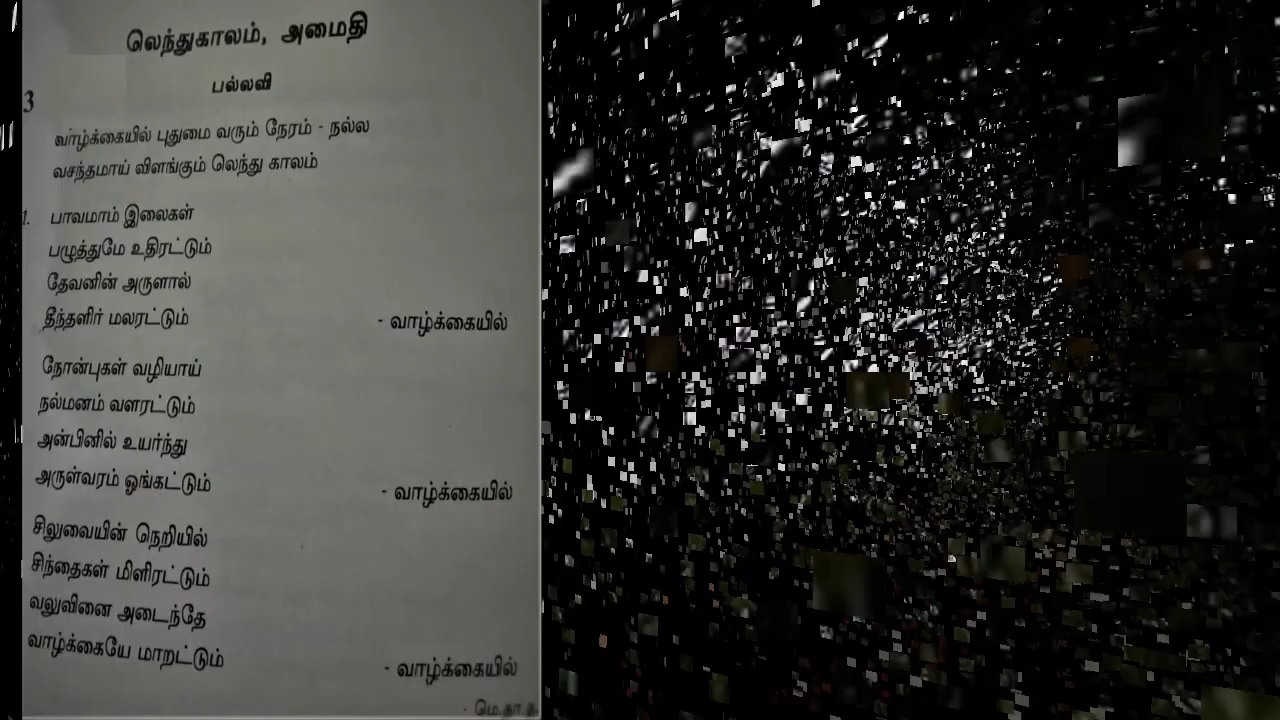 லெந்துகாலம், அமைதி
பல்லவி
3
வாழ்க்கையில் புதுமை வரும் நேரம் - நல்ல
வசந்தமாய் விளங்கும் லெந்து காலம்
1. பாவமாம் இலைகள்
பழுத்துமே உதிரட்டும்
தேவனின் அருளால்
தீந்தளிர் மலரட்டும் - வாழ்க்கையில்
நோன்புகள் வழியாய்
நல்மனம் வளரட்டும்
அன்பினில் உயர்ந்து
அருள்வரம் ஓங்கட்டும் - வாழ்க்கையில்
சிலுவையின் நெறியில்
சிந்தைகள் மிளிரட்டும்
வலுவினை அடைந்தே
வாழ்க்கையே மாறட்டும் - வாழ்க்கையில்